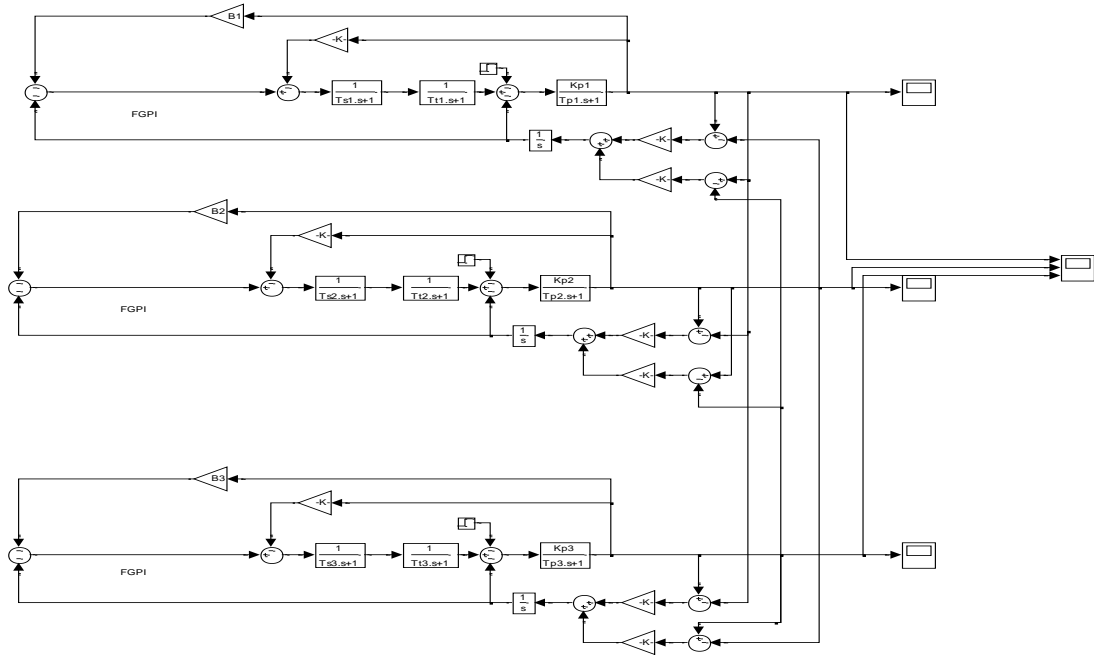 B1
-K-
1
Ts1.s+1
1
Tt1.s+1
Kp1
Tp1.s+1
FGPI
1
s
-K-
-K-
B2
-K-
1
Ts2.s+1
1
Tt2.s+1
Kp2
Tp2.s+1
FGPI
1
s
-K-
-K-
B3
-K-
1
Ts3.s+1
1
Tt3.s+1
Kp3
Tp3.s+1
FGPI
1
s
-K-
-K-